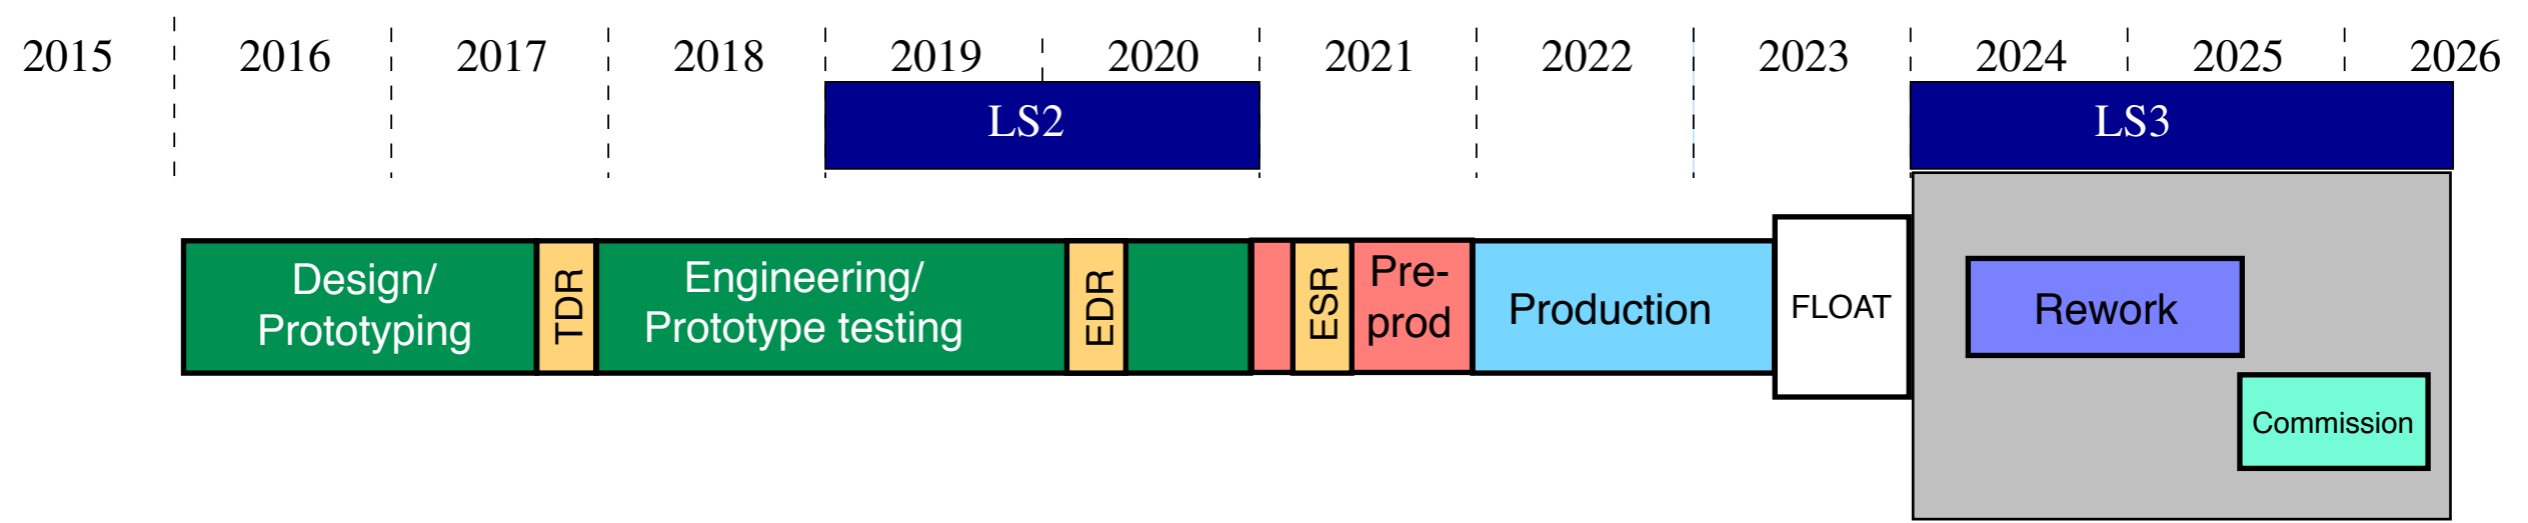 2015 2016 2017 2018 2019 2020 2021 2022 2023 2024 2025 2026
LS2 LS3
Design/
Prototyping
TDR
Engineering/
Prototype testing
EDR
ESR
Pre-
prod
Production
FLOAT
Rework
Commission